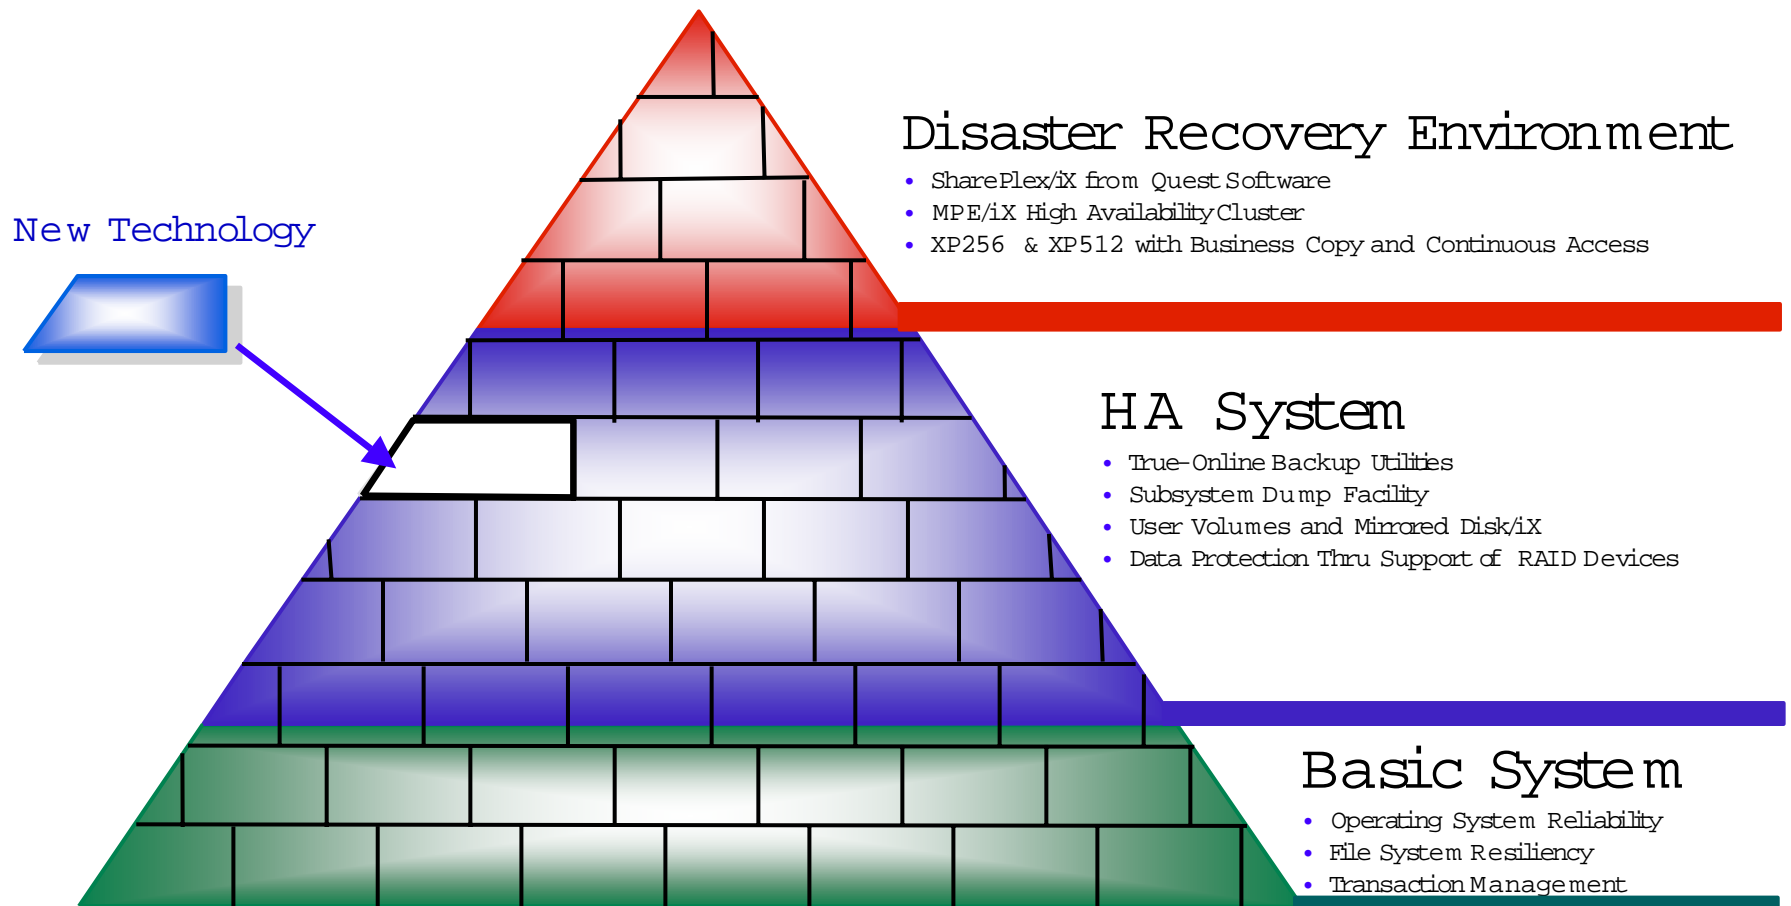 Disaster Recovery Environment
• SharePlex/iX from Quest Software
• MPE/iX High Availability Cluster
• XP256 & XP512 with Business Copy and Continuous Access
New Technology
HA System
• True-Online Backup Utilities
• Subsystem Dump Facility
• User Volumes and Mirrored Disk/iX
• Data Protection Thru Support of RAID Devices
Basic System
• Operating System Reliability
• File System Resiliency
• Transaction Management